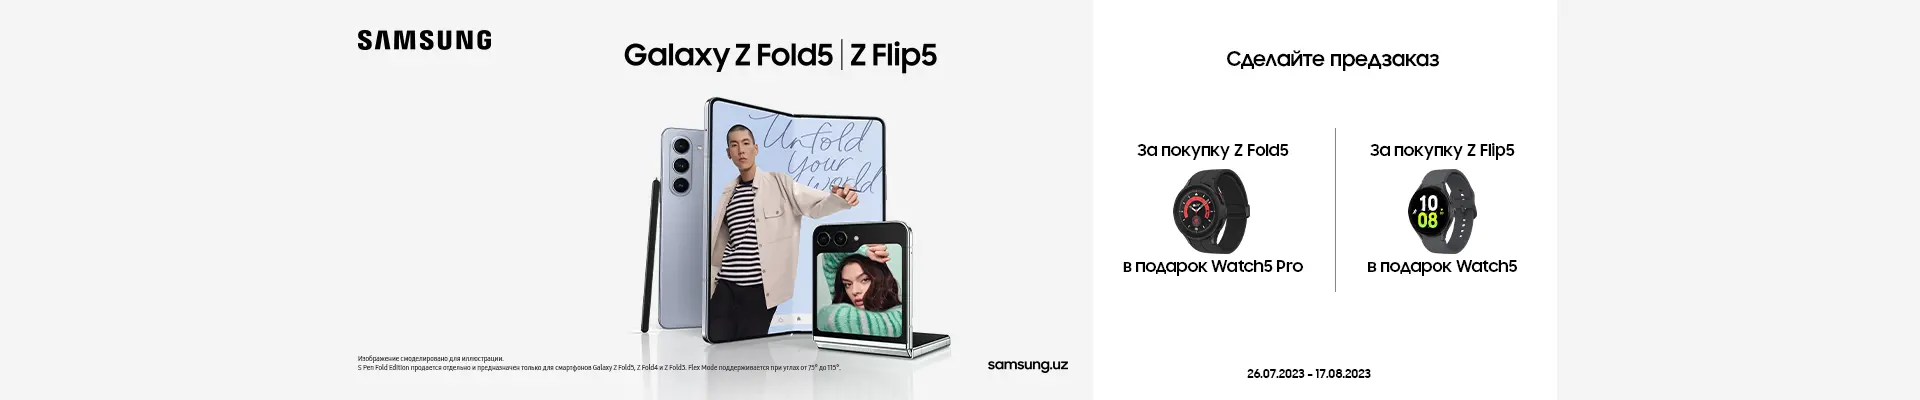 SAMSUNG
Galaxy Z Fold5 | Z Flip5
Unfold
your
world
Изображение смоделировано для иллюстрации.
S Pen Fold Edition продается отдельно и предназначен только для смартфонов Galaxy Z Fold5, Z Fold4 и Z Fold3. Flex Mode поддерживается при углах от 75° до 115°.
samsung.uz
Сделайте предзаказ
За покупку Z Fold5
в подарок Watch5 Pro
За покупку Z Flip5
10
08
в подарок Watch5
26.07.2023 – 17.08.2023